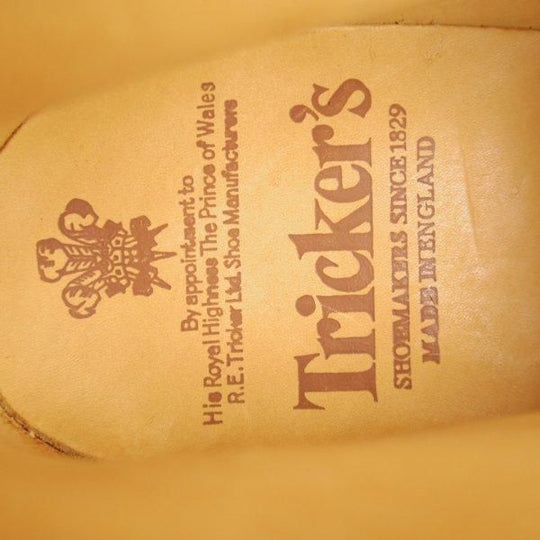 By appointment to
His Royal Highness The Prince of Wales
R.E. Tricker Ltd. Shoe Manufacturers
Tricker's
SHOEMAKERS SINCE 1829
MADE IN ENGLAND